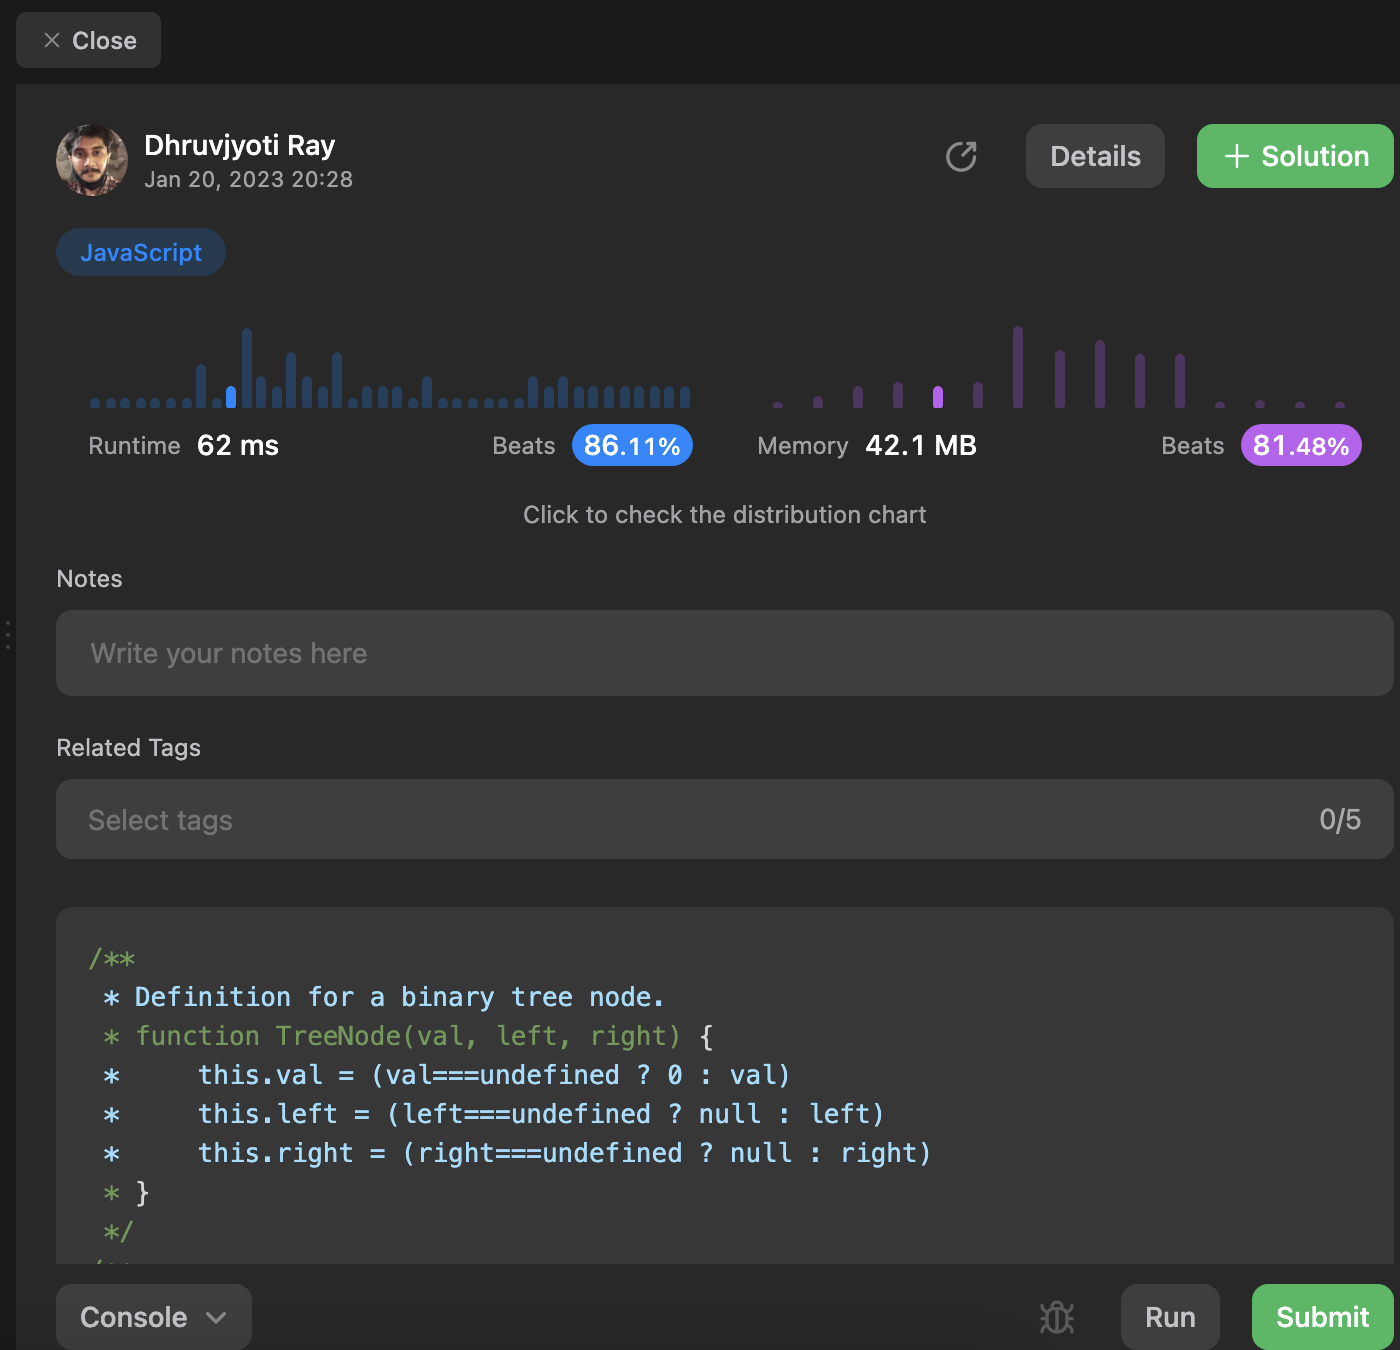 Close
Dhruvjyoti Ray
Jan 20, 2023 20:28
Details
+ Solution
JavaScript
Runtime 62 ms Beats 86.11%
Memory 42.1 MB Beats 81.48%
Click to check the distribution chart
Notes
Write your notes here
Related Tags
Select tags 0/5
/**
 * Definition for a binary tree node.
 * function TreeNode(val, left, right) {
 *     this.val = (val===undefined ? 0 : val)
 *     this.left = (left===undefined ? null : left)
 *     this.right = (right===undefined ? null : right)
 * }
 */
Console
Run
Submit